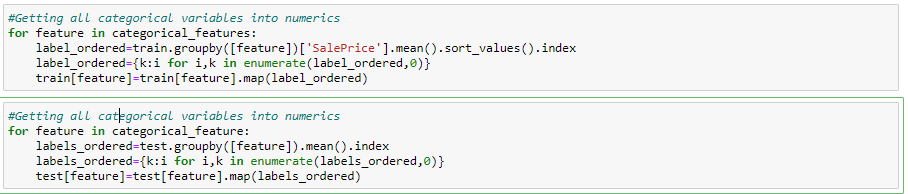 #Getting all categorical variables into numerics
for feature in categorical_features:
    label_ordered=train.groupby([feature])['SalePrice'].mean().sort_values().index
    label_ordered={k:i for i,k in enumerate(label_ordered,0)}
    train[feature]=train[feature].map(label_ordered)
#Getting all categorical variables into numerics
for feature in categorical_feature:
    labels_ordered=test.groupby([feature]).mean().index
    labels_ordered={k:i for i,k in enumerate(labels_ordered,0)}
    test[feature]=test[feature].map(labels_ordered)